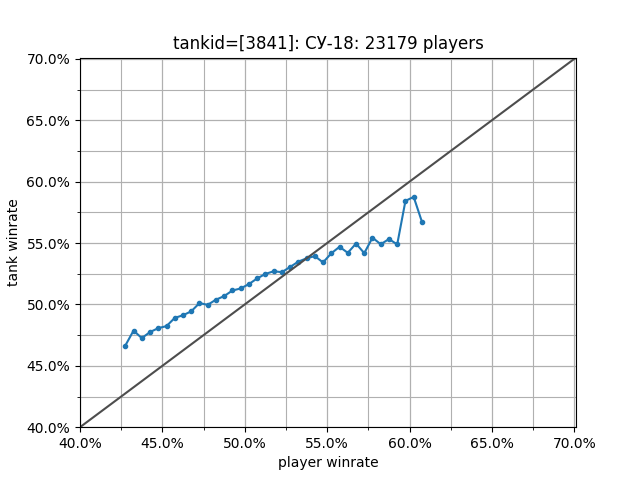 tankid=[3841]: СУ-18: 23179 players
70.0%
65.0%
60.0%
55.0%
50.0%
45.0%
40.0%
tank winrate
40.0% 45.0% 50.0% 55.0% 60.0% 65.0% 70.0%
player winrate